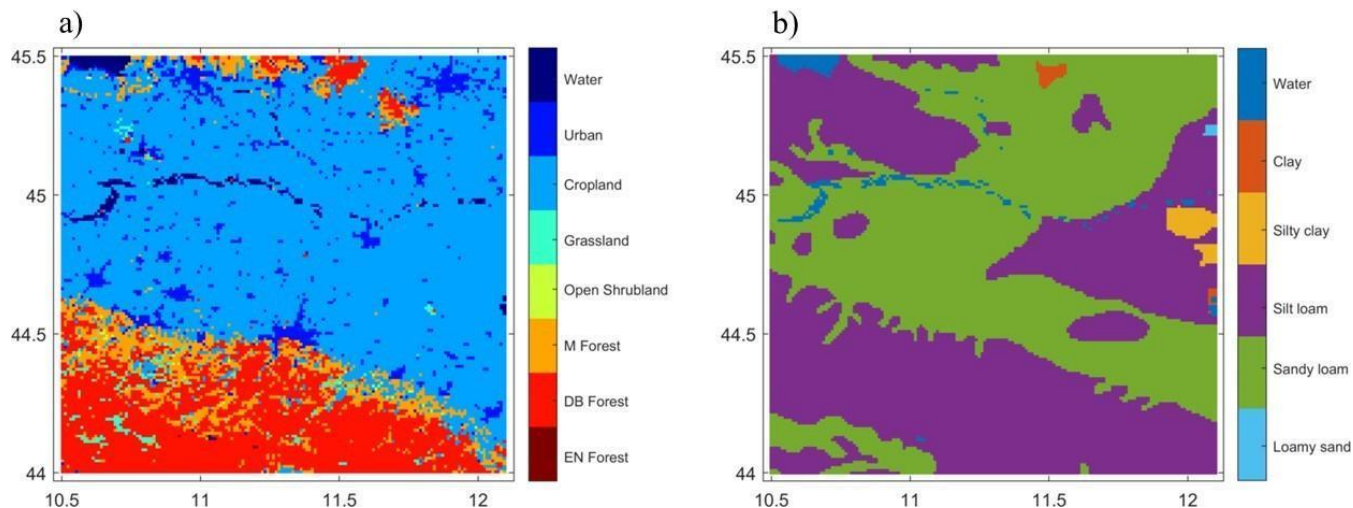 a)
45.5
45
44.5
44
10.5 11 11.5 12
Water
Urban
Cropland
Grassland
Open Shrubland
M Forest
DB Forest
EN Forest
b)
45.5
45
44.5
44
10.5 11 11.5 12
Water
Clay
Silty clay
Silt loam
Sandy loam
Loamy sand